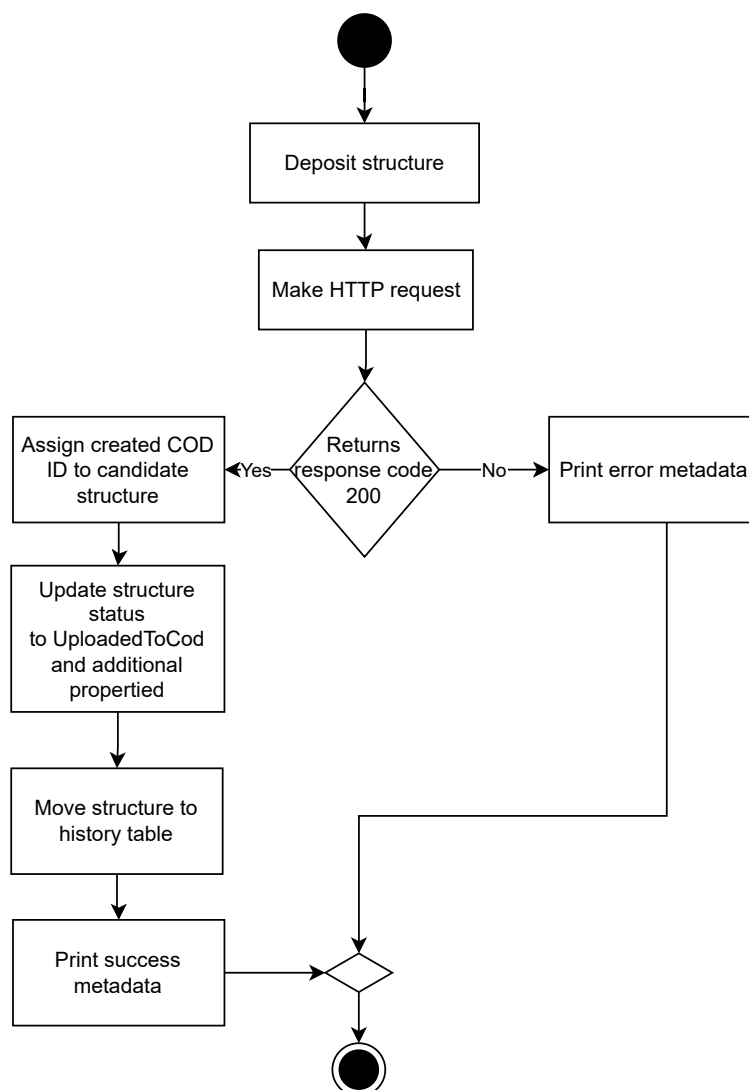 Deposit structure
Make HTTP request
Returns
response code
200
Yes
No
Assign created COD
ID to candidate
structure
Print error metadata
Update structure
status
to UploadedToCod
and additional
propertied
Move structure to
history table
Print success
metadata